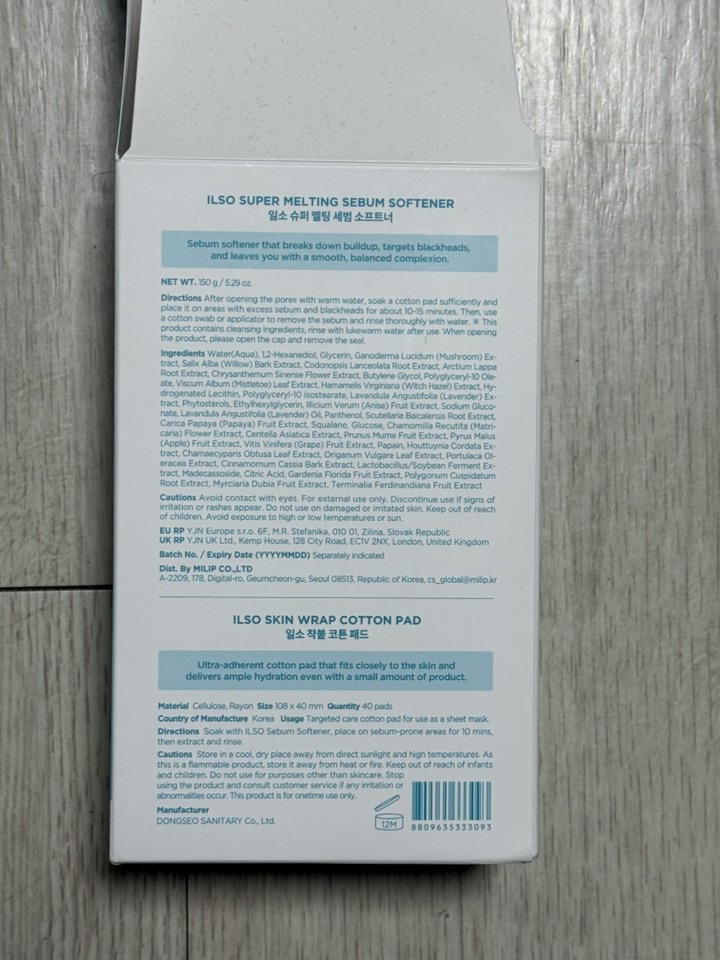 ILSO SUPER MELTING SEBUM SOFTENER
일소 슈퍼 멜팅 세범 소프트너
Sebum softener that breaks down buildup, targets blackheads,
and leaves you with a smooth, balanced complexion.
NET WT. 150 g / 5.29 oz.
Directions After opening the pores with warm water, soak a cotton pad sufficiently and
place it on areas with excess sebum and blackheads for about 10-15 minutes. Then, use
a cotton swab or applicator to remove the sebum and rinse thoroughly with water. ※ This
product contains cleansing ingredients, rinse with lukewarm water after use. When opening
the product, please open the cap and remove the seal.
Ingredients Water(Aqua), 1,2-Hexanediol, Glycerin, Ganoderma Lucidum (Mushroom) Ex-
tract, Salix Alba (Willow) Bark Extract, Codonopsis Lanceolata Root Extract, Arctium Lappa
Root Extract, Chrysanthemum Sinense Flower Extract, Butylene Glycol, Polyglyceryl-10 Ole-
ate, Viscum Album (Mistletoe) Leaf Extract, Hamamelis Virginiana (Witch Hazel) Extract, Hy-
drogenated Lecithin, Polyglyceryl-10 Isostearate, Lavandula Angustifolia (Lavender) Ex-
tract, Phytosterols, Ethylhexylglycerin, Illicium Verum (Anise) Fruit Extract, Sodium Gluco-
nate, Lavandula Angustifolia (Lavender) Oil, Panthenol, Scutellaria Baicalensis Root Extract,
Carica Papaya (Papaya) Fruit Extract, Squalane, Glucose, Chamomilla Recutita (Matri-
caria) Flower Extract, Centella Asiatica Extract, Prunus Mume Fruit Extract, Pyrus Malus
(Apple) Fruit Extract, Vitis Vinifera (Grape) Fruit Extract, Papain, Houttuynia Cordata Ex-
tract, Chamaecyparis Obtusa Leaf Extract, Origanum Vulgare Leaf Extract, Portulaca Ol-
eracea Extract, Cinnamomum Cassia Bark Extract, Lactobacillus/Soybean Ferment Ex-
tract, Madecassoside, Citric Acid, Gardenia Florida Fruit Extract, Polygonum Cuspidatum
Root Extract, Myrciaria Dubia Fruit Extract, Terminalia Ferdinandiana Fruit Extract
Cautions Avoid contact with eyes. For external use only. Discontinue use if signs of
irritation or rashes appear. Do not use on damaged or irritated skin. Keep out of reach
of children. Avoid exposure to high or low temperatures or sun.
EU RP YJN Europe s.r.o. 6F, M.R. Stefanika, 010 01, Zilina, Slovak Republic
UK RP YJN UK Ltd., Kemp House, 128 City Road, EC1V 2NX, London, United Kingdom
Batch No. / Expiry Date (YYYYMMDD) Separately indicated
Dist. By MILIP CO.,LTD
A-2209, 178, Digital-ro, Geumcheon-gu, Seoul 08513, Republic of Korea, cs_global@milip.kr
ILSO SKIN WRAP COTTON PAD
일소 착붙 코튼 패드
Ultra-adherent cotton pad that fits closely to the skin and
delivers ample hydration even with a small amount of product.
Material Cellulose, Rayon Size 108 x 40 mm Quantity 40 pads
Country of Manufacture Korea Usage Targeted care cotton pad for use as a sheet mask.
Directions Soak with ILSO Sebum Softener, place on sebum-prone areas for 10 mins,
then extract and rinse.
Cautions Store in a cool, dry place away from direct sunlight and high temperatures. As
this is a flammable product, store it away from heat or fire. Keep out of reach of infants
and children. Do not use for purposes other than skincare. Stop
using the product and consult customer service if any irritation or
abnormalities occur. This product is for onetime use only.
Manufacturer
DONGSEO SANITARY Co., Ltd.
12M
8809635333093